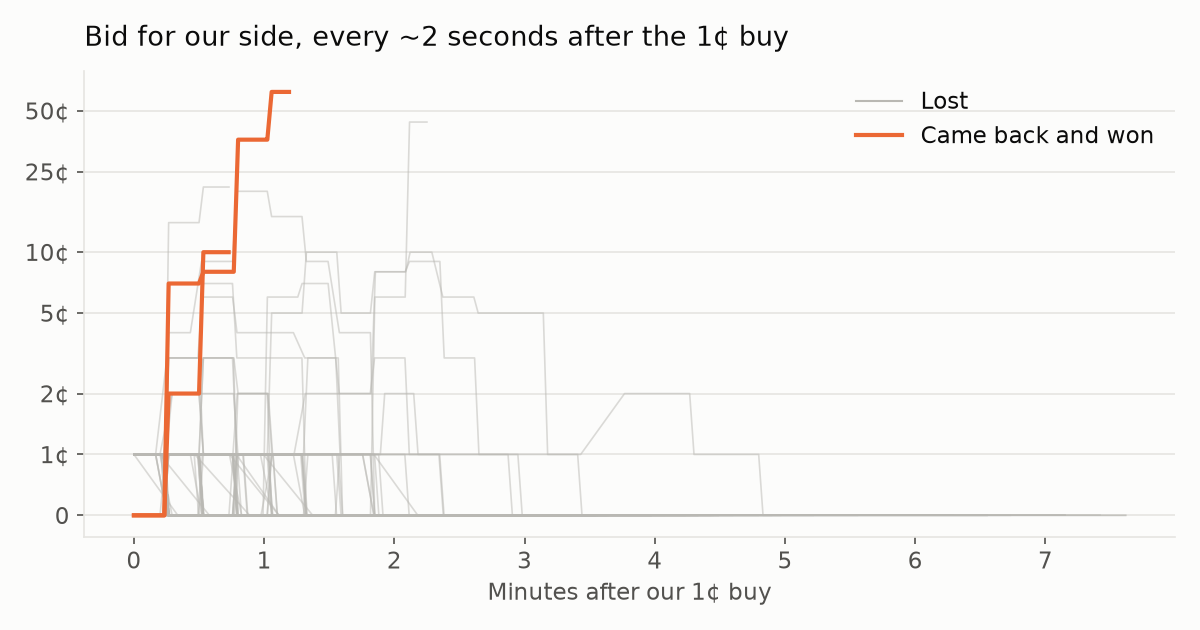 Bid for our side, every ~2 seconds after the 1¢ buy
Lost
Came back and won
50¢
25¢
10¢
5¢
2¢
1¢
0
0 1 2 3 4 5 6 7
Minutes after our 1¢ buy